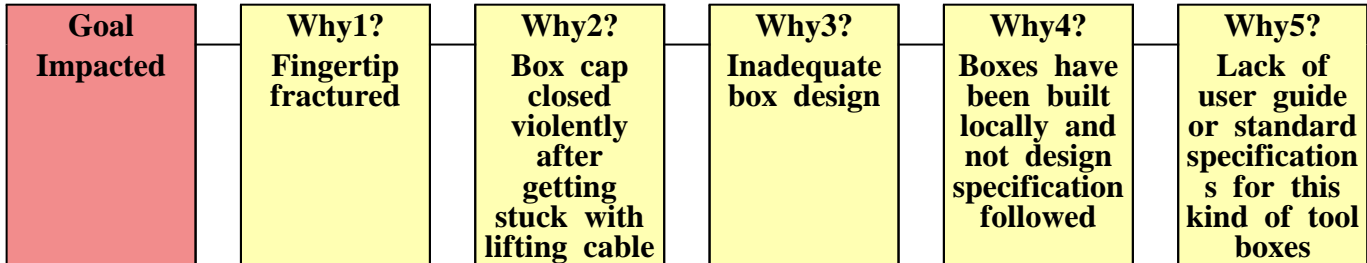 Goal
Impacted
Why1?
Fingertip
fractured
Why2?
Box cap
closed
violently
after
getting
stuck with
lifting cable
Why3?
Inadequate
box design
Why4?
Boxes have
been built
locally and
not design
specification
followed
Why5?
Lack of
user guide
or standard
specification
s for this
kind of tool
boxes